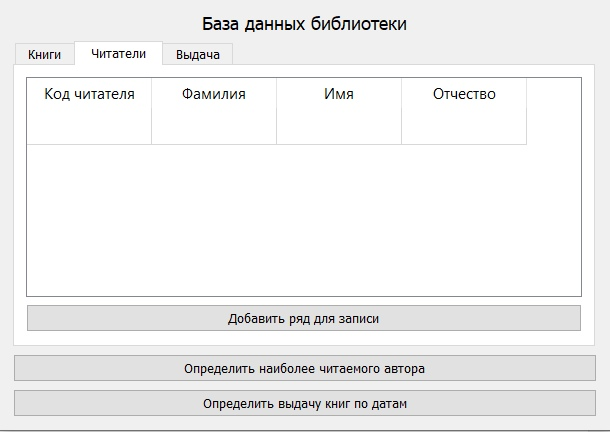 База данных библиотеки
Книги Читатели Выдача
Код читателя Фамилия Имя Отчество
Добавить ряд для записи
Определить наиболее читаемого автора
Определить выдачу книг по датам